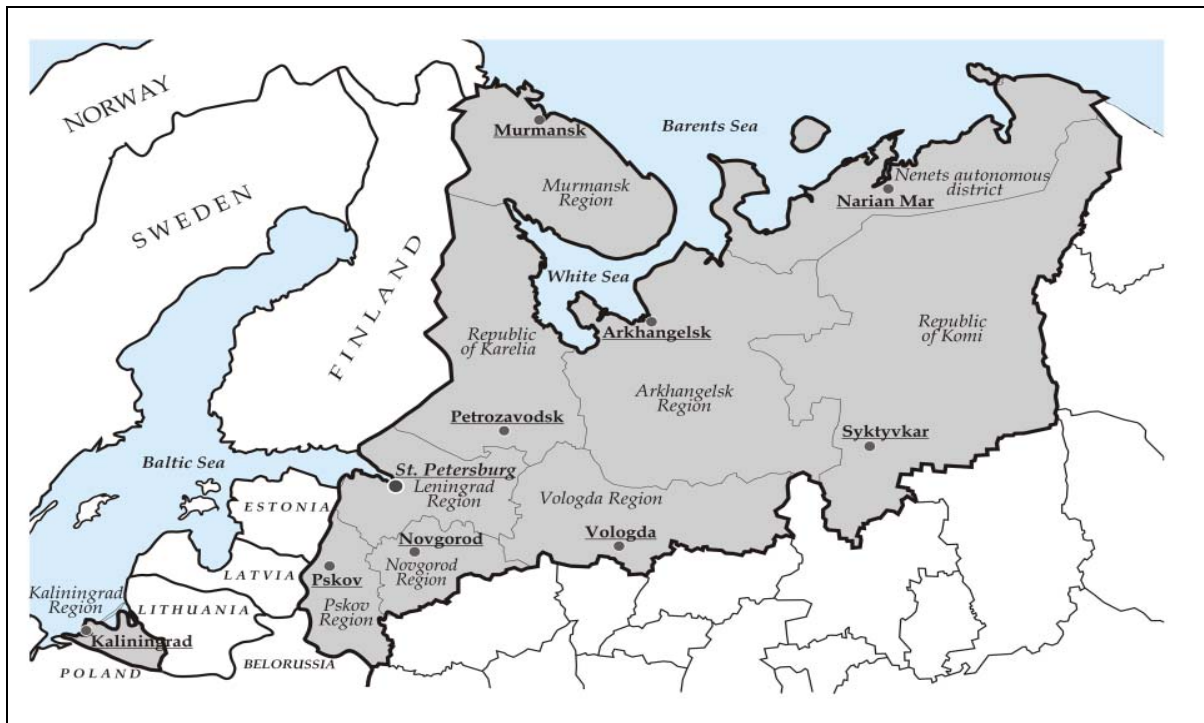 NORWAY
SWEDEN
FINLAND
Murmansk
Barents Sea
Murmansk
Region
Nenets autonomous
district
Narian Mar
White Sea
Arkhangelsk
Republic
of Karelia
Republic
of Komi
Arkhangelsk
Region
Petrozavodsk
Syktyvkar
Baltic Sea
St. Petersburg
Leningrad
Region
Vologda Region
ESTONIA
Vologda
Novgorod
Novgorod
Region
LATVIA
Pskov
Pskov
Region
Kaliningrad
Region
LITHUANIA
Kaliningrad
POLAND
BELORUSSIA